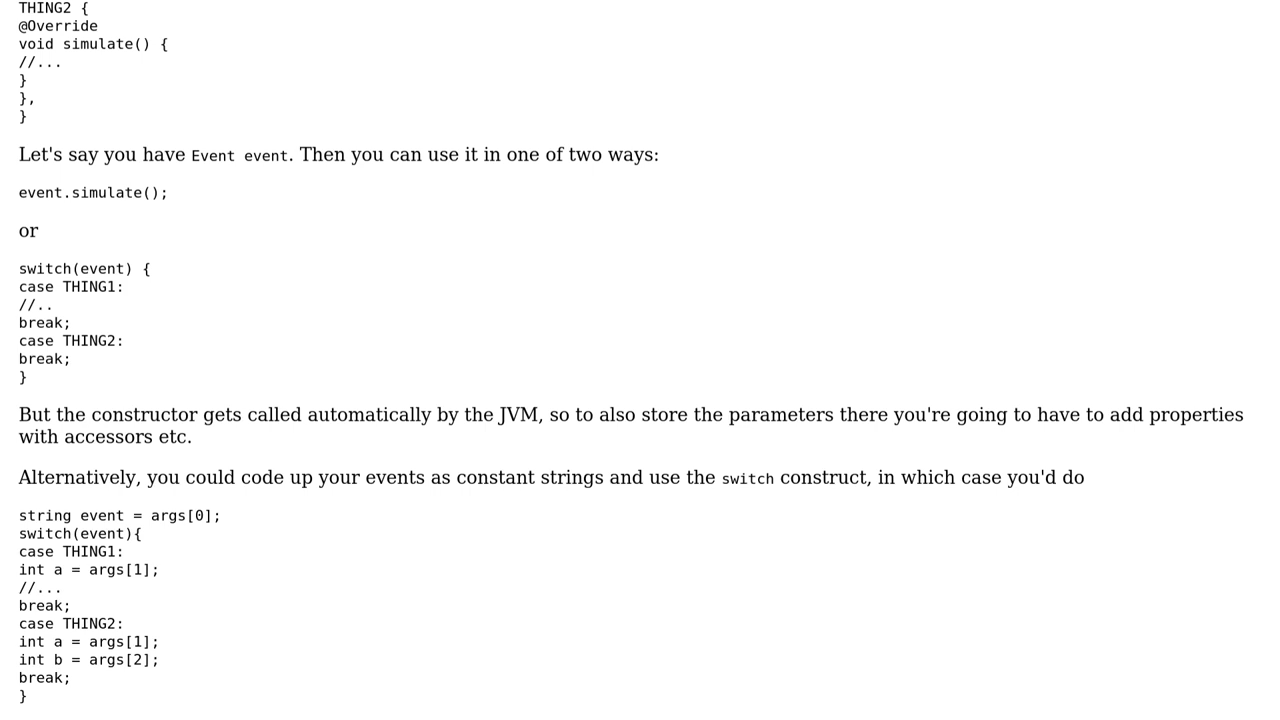 THING2 {
@Override
void simulate() {
//...
}
},
}
Let's say you have Event event. Then you can use it in one of two ways:
event.simulate();
or
switch(event) {
case THING1:
//..
break;
case THING2:
break;
}
But the constructor gets called automatically by the JVM, so to also store the parameters there you're going to have to add properties
with accessors etc.
Alternatively, you could code up your events as constant strings and use the switch construct, in which case you'd do
string event = args[0];
switch(event){
case THING1:
int a = args[1];
//...
break;
case THING2:
int a = args[1];
int b = args[2];
break;
}